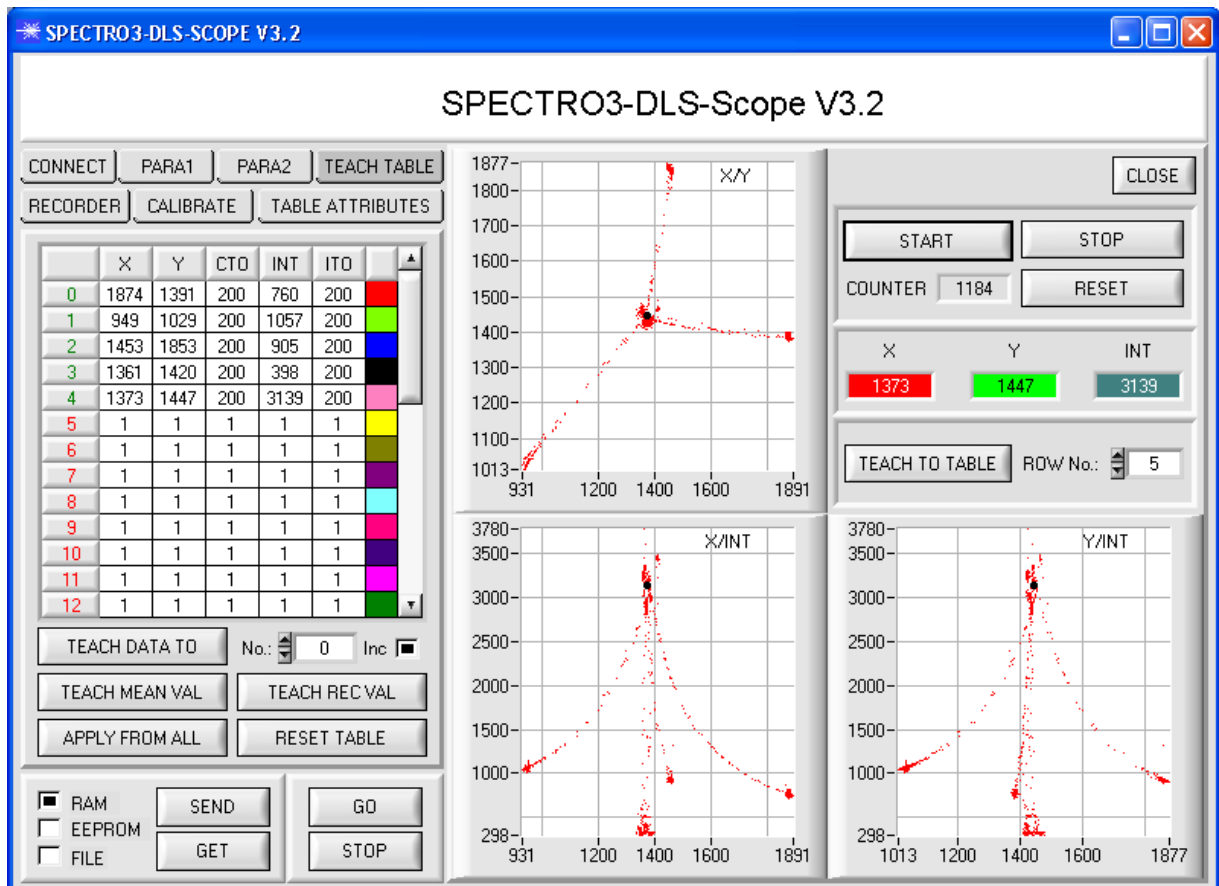 SPECTRO3-DLS-SCOPE V3.2
SPECTRO3-DLS-Scope V3.2
CONNECT PARA1 PARA2 TEACH TABLE
RECORDER CALIBRATE TABLE ATTRIBUTES
X Y CTO INT ITO
0 1874 1391 200 760 200
1 949 1029 200 1057 200
2 1453 1853 200 905 200
3 1361 1420 200 398 200
4 1373 1447 200 3139 200
5 1 1 1 1 1
6 1 1 1 1 1
7 1 1 1 1 1
8 1 1 1 1 1
9 1 1 1 1 1
10 1 1 1 1 1
11 1 1 1 1 1
12 1 1 1 1 1
TEACH DATA TO No.: 0 Inc
TEACH MEAN VAL TEACH REC VAL
APPLY FROM ALL RESET TABLE
RAM
EEPROM
FILE
SEND
GET
GO
STOP
X/Y
1877
1800
1700
1600
1500
1400
1300
1200
1100
1013
931 1200 1400 1600 1891
X/INT
3780
3500
3000
2500
2000
1500
1000
298
931 1200 1400 1600 1891
CLOSE
START STOP
COUNTER 1184 RESET
X Y INT
1373 1447 3139
TEACH TO TABLE ROW No.: 5
Y/INT
3780
3500
3000
2500
2000
1500
1000
298
1013 1200 1400 1600 1877